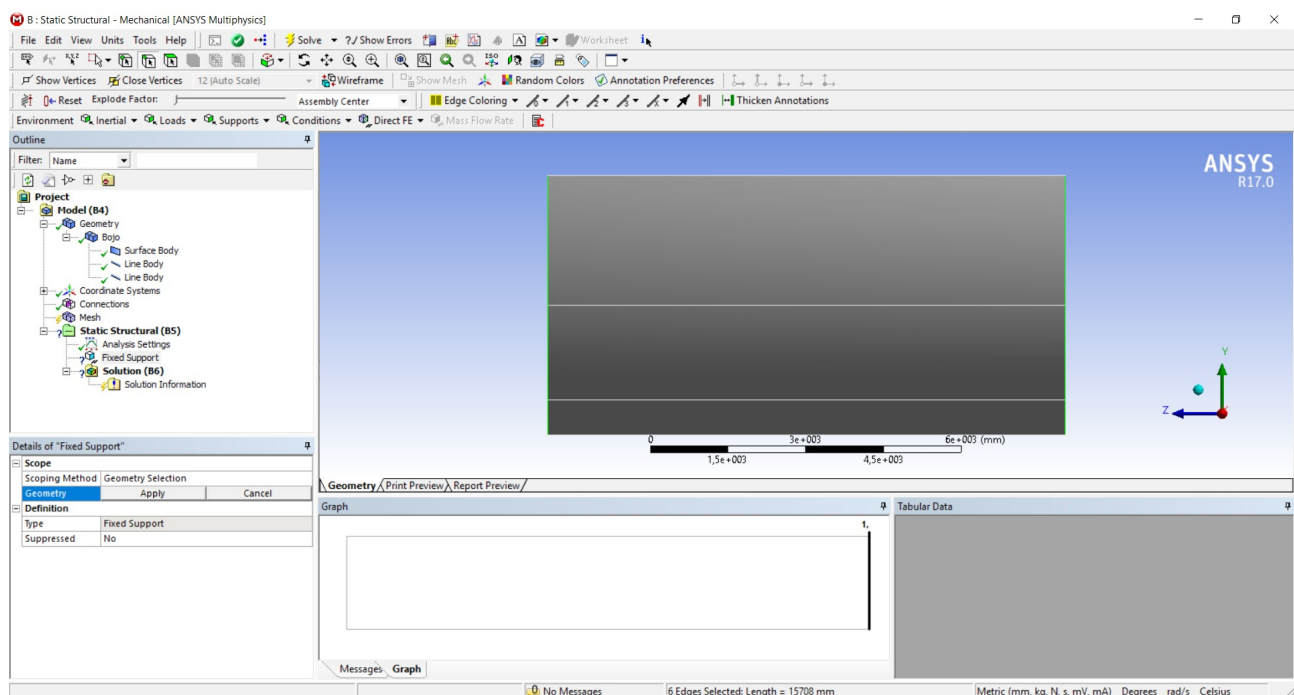 B : Static Structural - Mechanical [ANSYS Multiphysics]
File Edit View Units Tools Help Solve ?✓ Show Errors Worksheet
Show Vertices Close Vertices 12 (Auto Scale) Wireframe Show Mesh Random Colors Annotation Preferences
Reset Explode Factor: Assembly Center Edge Coloring Thicken Annotations
Environment Inertial Loads Supports Conditions Direct FE Mass Flow Rate
Outline
Filter: Name
Project
Model (B4)
Geometry
Bojo
Surface Body
Line Body
Line Body
Coordinate Systems
Connections
Mesh
Static Structural (B5)
Analysis Settings
Fixed Support
Solution (B6)
Solution Information
ANSYS
R17.0
Y
Z
0 3e+003 6e+003 (mm)
1,5e+003 4,5e+003
Details of "Fixed Support"
Scope
Scoping Method Geometry Selection
Geometry Apply Cancel
Definition
Type Fixed Support
Suppressed No
Geometry Print Preview Report Preview
Graph
1,
Messages Graph
Tabular Data
0 No Messages 6 Edges Selected: Length = 15708 mm Metric (mm, kg, N, s, mV, mA) Degrees rad/s Celsius